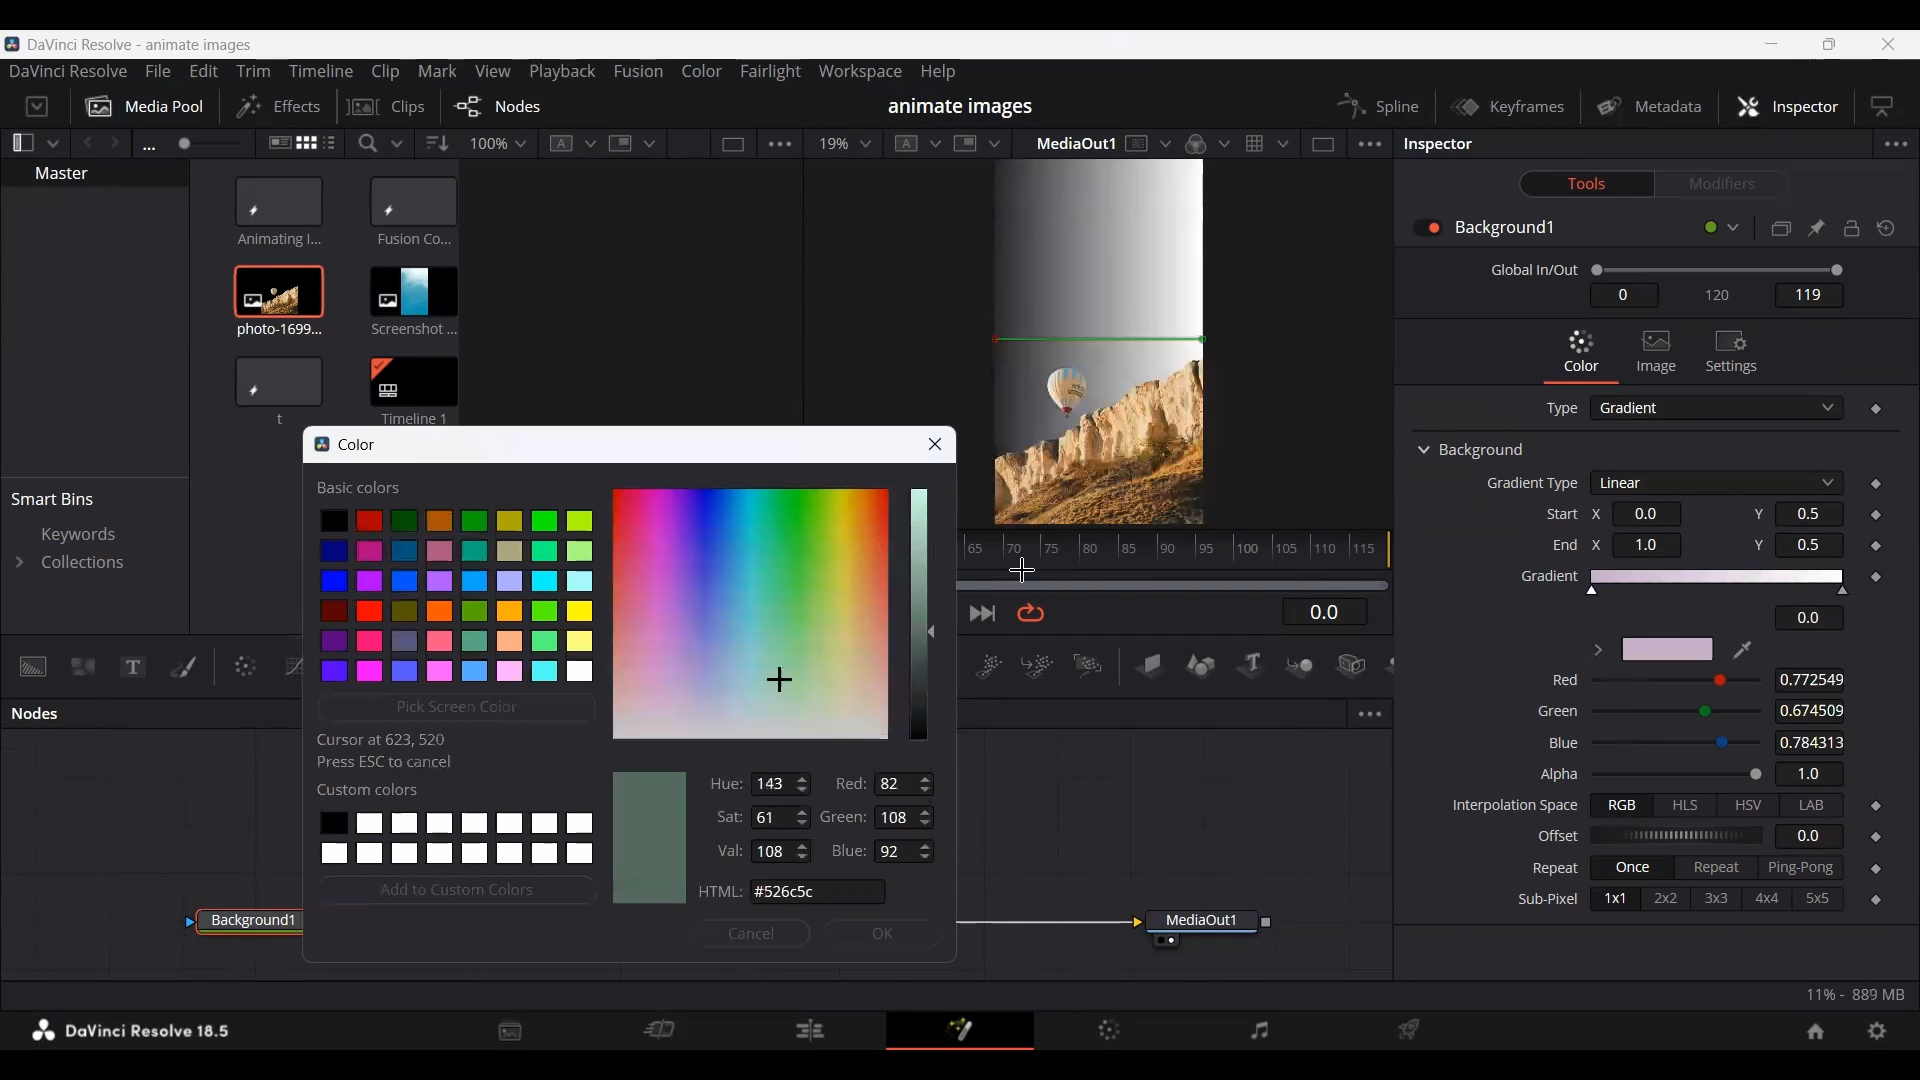 DaVinci Resolve - animate images
DaVinci Resolve File Edit Trim Timeline Clip Mark View Playback Fusion Color Fairlight Workspace Help
Media Pool Effects Clips Nodes animate images Spline Keyframes Metadata Inspector
... 100% A 19% A MediaOut1 Inspector
Master
Tools Modifiers
Animating I... Fusion Co...
Background1
Global In/Out
0 120 119
photo-1699... Screenshot ...
Color Image Settings
t Timeline 1
Type Gradient
Background
Gradient Type Linear
Start X 0.0 Y 0.5
End X 1.0 Y 0.5
Gradient
0.0
Red 0.772549
Green 0.674509
Blue 0.784313
Alpha 1.0
Interpolation Space RGB HLS HSV LAB
Offset 0.0
Repeat Once Repeat Ping-Pong
Sub-Pixel 1x1 2x2 3x3 4x4 5x5
Smart Bins
Keywords
Collections
65 70 75 80 85 90 95 100 105 110 115
0.0
T T
Nodes
Color
Basic colors
Pick Screen Color
Cursor at 623, 520
Press ESC to cancel
Custom colors
Add to Custom Colors
Hue: 143 Red: 82
Sat: 61 Green: 108
Val: 108 Blue: 92
HTML: #526c5c
Cancel OK
Background1 MediaOut1
11% - 889 MB
DaVinci Resolve 18.5